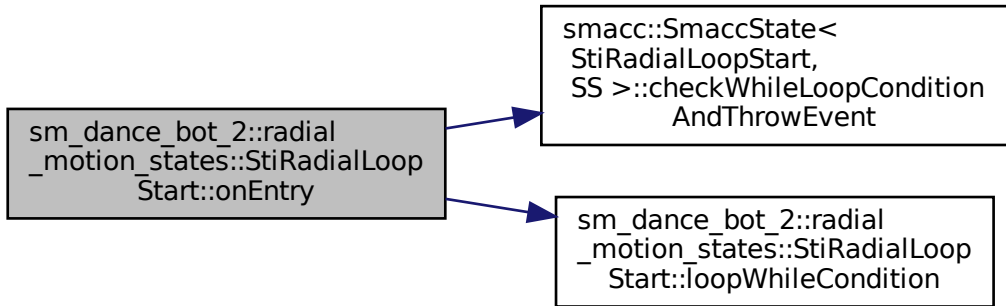 sm_dance_bot_2::radial
_motion_states::StiRadialLoop
Start::onEntry
smacc::SmaccState<
StiRadialLoopStart,
SS >::checkWhileLoopCondition
AndThrowEvent
sm_dance_bot_2::radial
_motion_states::StiRadialLoop
Start::loopWhileCondition